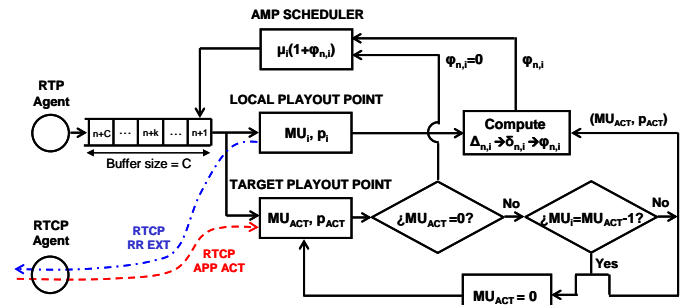 AMP SCHEDULER
μi(1+φn,i)
φn,i=0
φn,i
RTP
Agent
LOCAL PLAYOUT POINT
(MUACT, pACT)
n+C
...
n+k
...
n+1
MUi, pi
Compute
Δn,i→δn,i→φn,i
Buffer size = C
TARGET PLAYOUT POINT
RTCP
Agent
RTCP
RR EXT
MUACT, pACT
¿MUACT=0?
No
¿MUi=MUACT-1?
No
RTCP
APP ACT
Yes
MUACT = 0